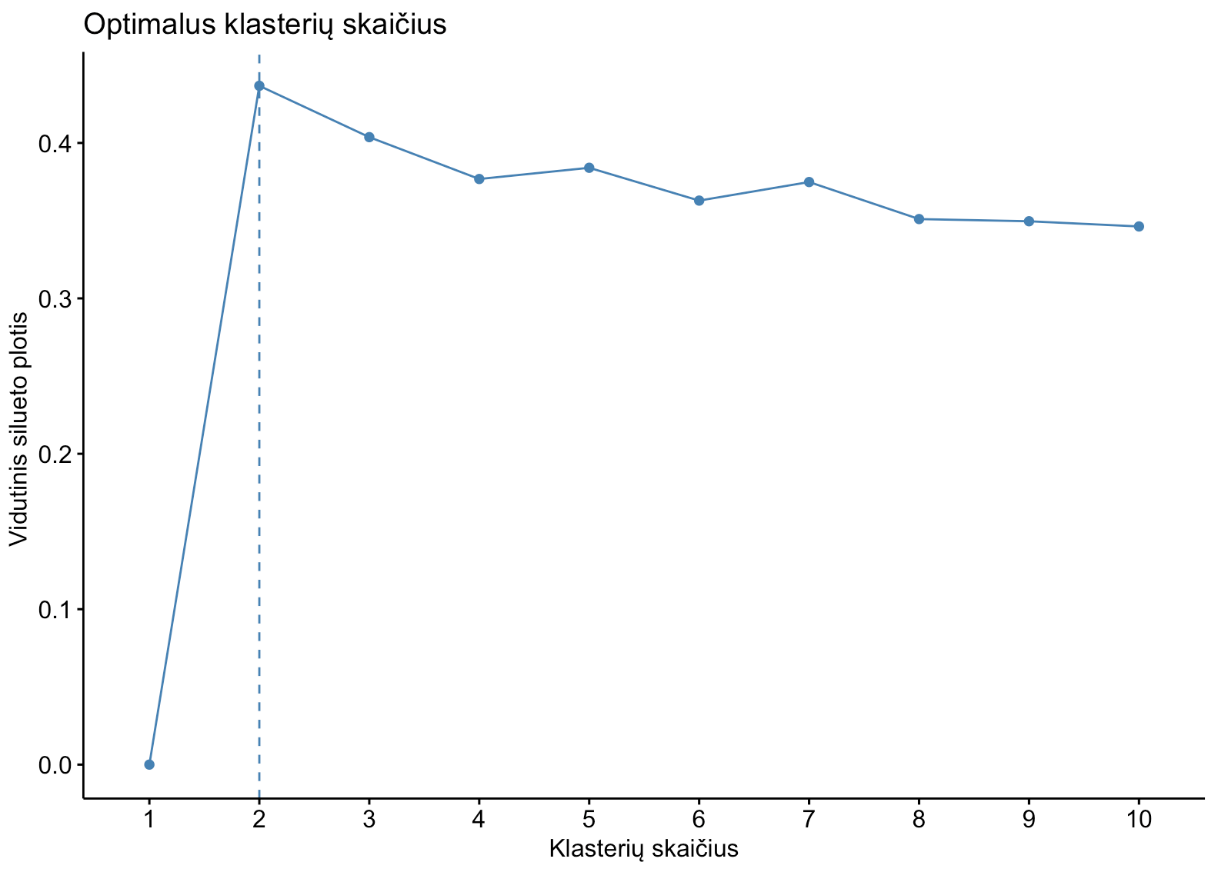 Optimalus klasterių skaičius
Vidutinis silueto plotis
0.4
0.3
0.2
0.1
0.0
1 2 3 4 5 6 7 8 9 10
Klasterių skaičius